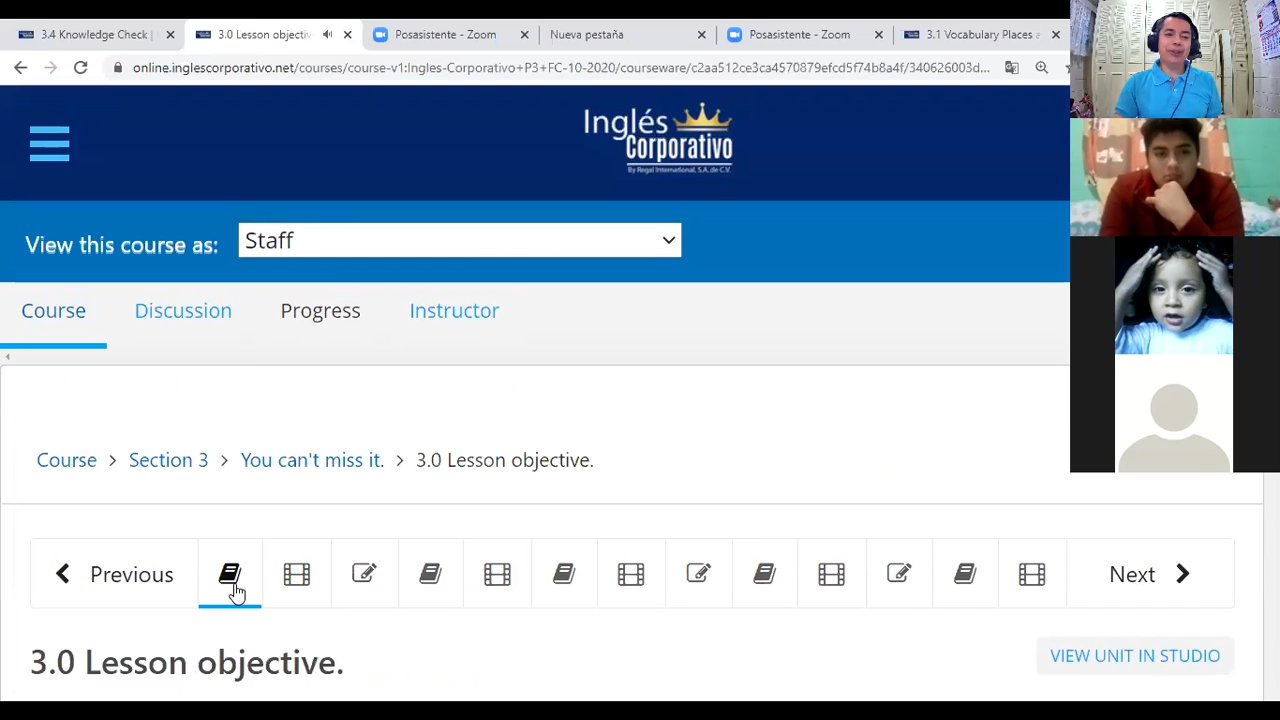 3.4 Knowledge Check |
3.0 Lesson objectiv
Posasistente - Zoom
Nueva pestaña
Posasistente - Zoom
3.1 Vocabulary Places
online.inglescorporativo.net/courses/course-v1:Ingles-Corporativo+P3+FC-10-2020/courseware/c2aa512ce3ca4570879efcd5f74b8a4f/340626003d...
Inglés
Corporativo
By Regal International, S.A. de C.V.
View this course as:
Staff
Course
Discussion
Progress
Instructor
Course > Section 3 > You can't miss it. > 3.0 Lesson objective.
Previous
Next
3.0 Lesson objective.
VIEW UNIT IN STUDIO